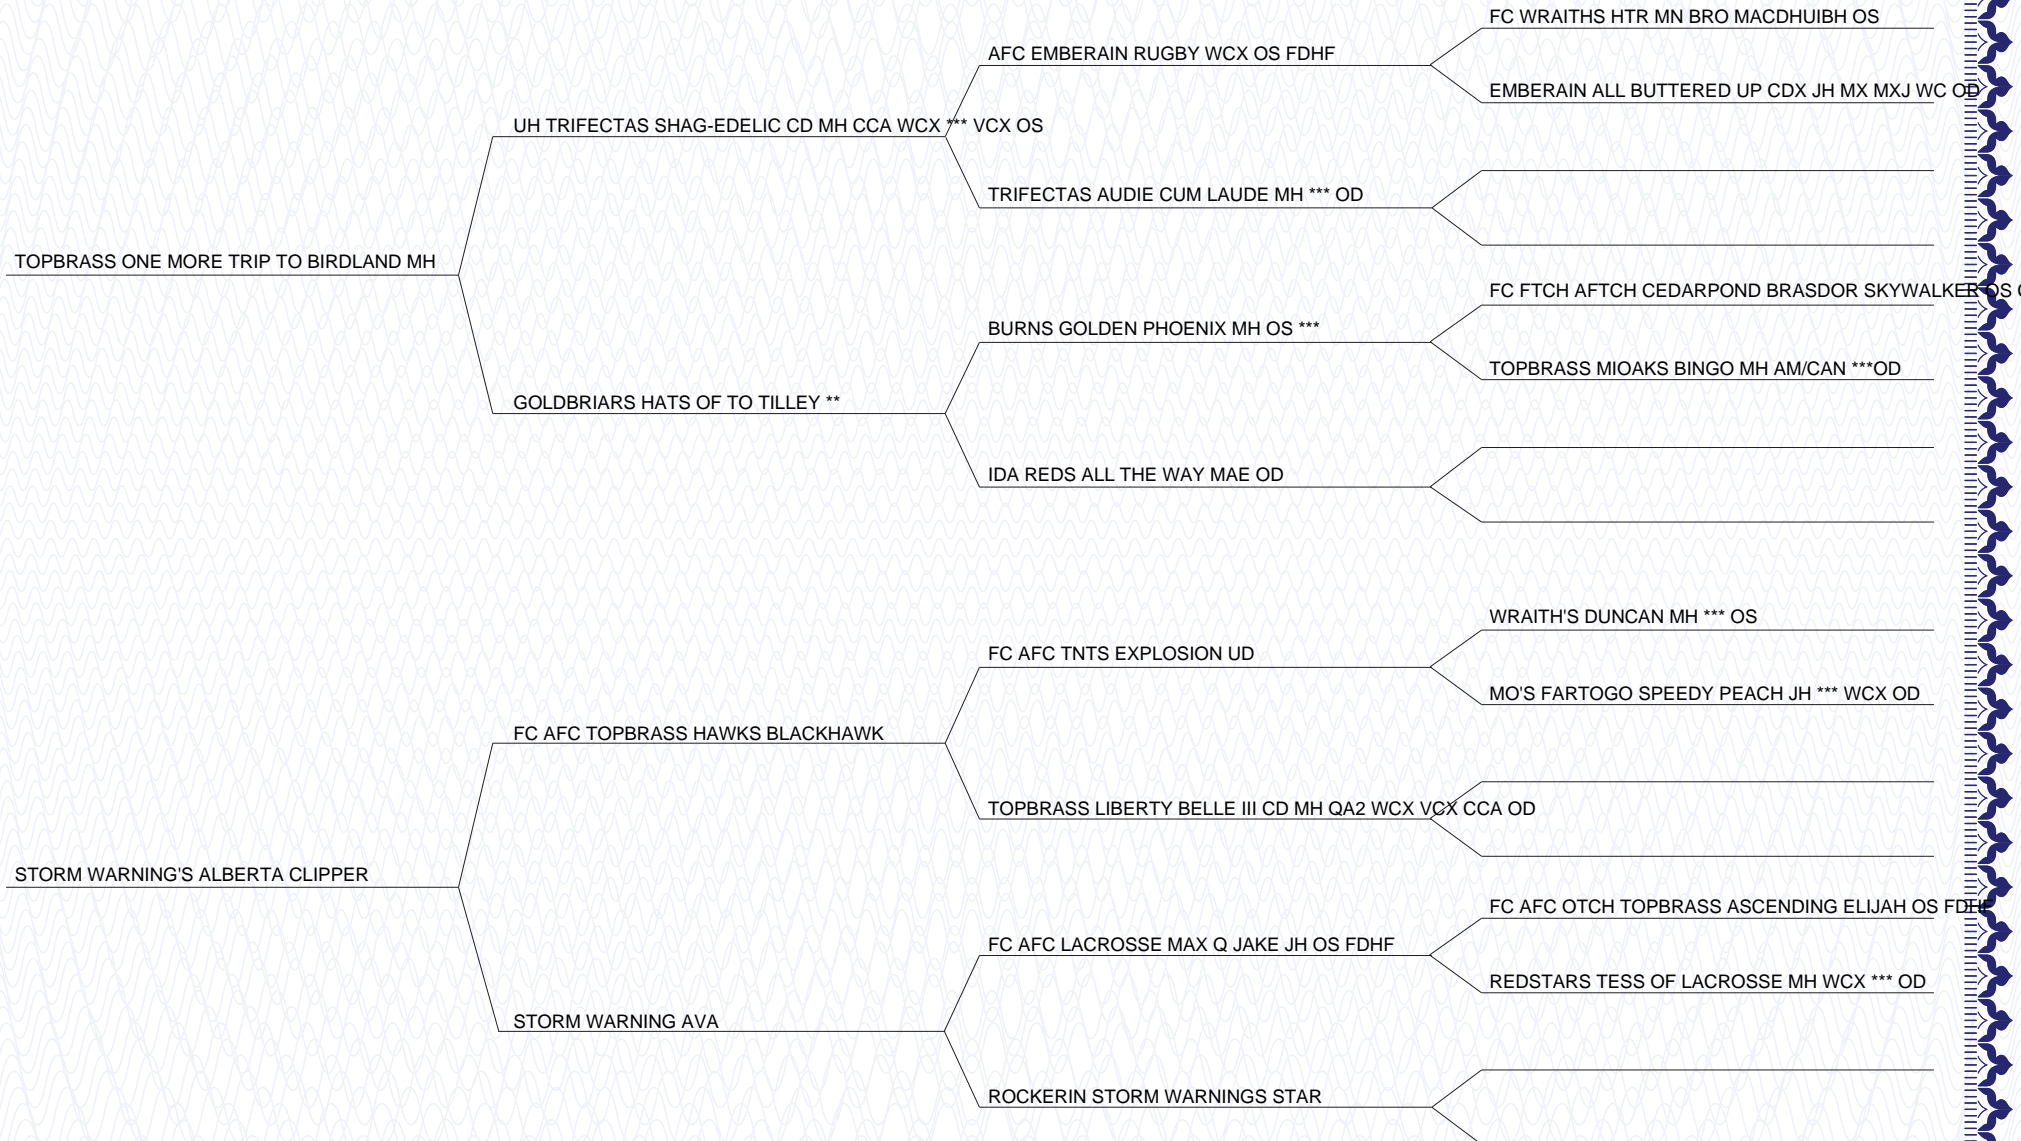 FC WRAITHS HTR MN BRO MACDHUIBH OS
AFC EMBERAIN RUGBY WCX OS FDHF
EMBERAIN ALL BUTTERED UP CDX JH MX MXJ WC OD
UH TRIFECTAS SHAG-EDELIC CD MH CCA WCX *** VCX OS
TRIFECTAS AUDIE CUM LAUDE MH *** OD
TOPBRASS ONE MORE TRIP TO BIRDLAND MH
FC FTCH AFTCH CEDARPOND BRASDOR SKYWALKER OS
BURNS GOLDEN PHOENIX MH OS ***
TOPBRASS MIOAKS BINGO MH AM/CAN ***OD
GOLDBRIARS HATS OF TO TILLEY **
IDA REDS ALL THE WAY MAE OD
WRAITH'S DUNCAN MH *** OS
FC AFC TNTS EXPLOSION UD
MO'S FARTOGO SPEEDY PEACH JH *** WCX OD
FC AFC TOPBRASS HAWKS BLACKHAWK
TOPBRASS LIBERTY BELLE III CD MH QA2 WCX VCX CCA OD
STORM WARNING'S ALBERTA CLIPPER
FC AFC OTCH TOPBRASS ASCENDING ELIJAH OS FDHF
FC AFC LACROSSE MAX Q JAKE JH OS FDHF
REDSTARS TESS OF LACROSSE MH WCX *** OD
STORM WARNING AVA
ROCKERIN STORM WARNINGS STAR